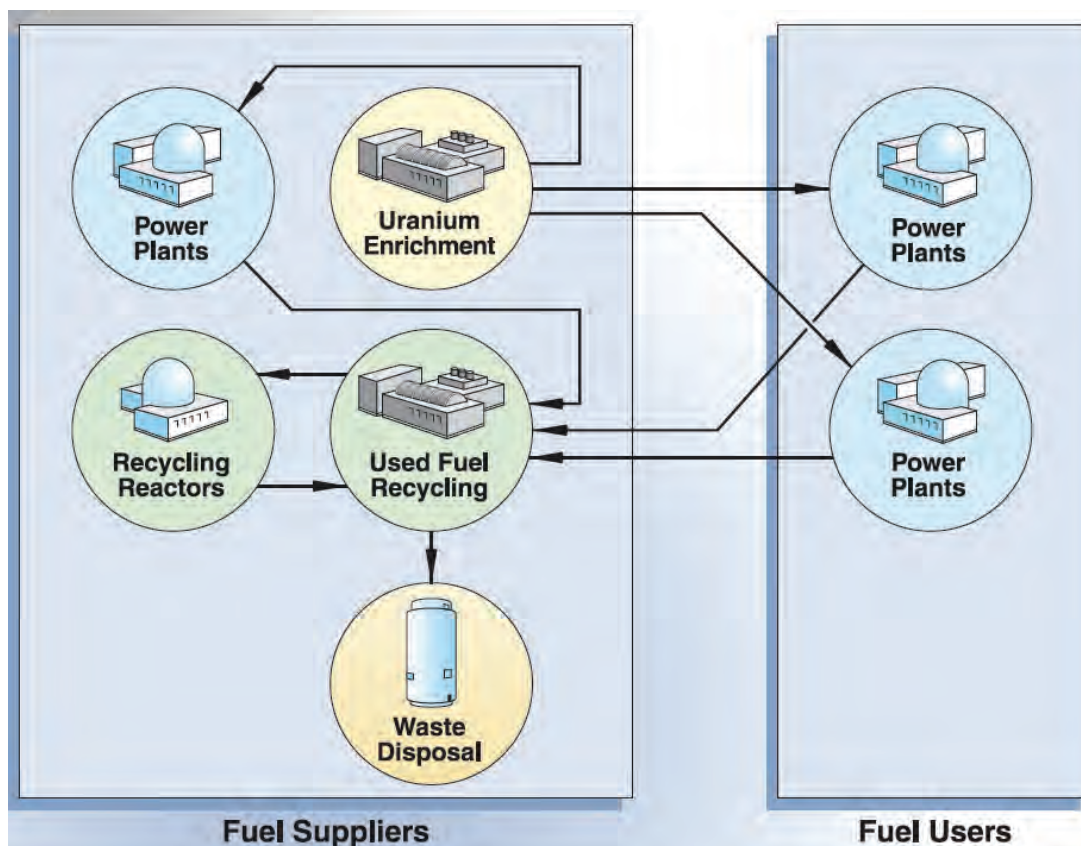 Power
Plants
Uranium
Enrichment
Power
Plants
Recycling
Reactors
Used Fuel
Recycling
Power
Plants
Waste
Disposal
Fuel Suppliers
Fuel Users